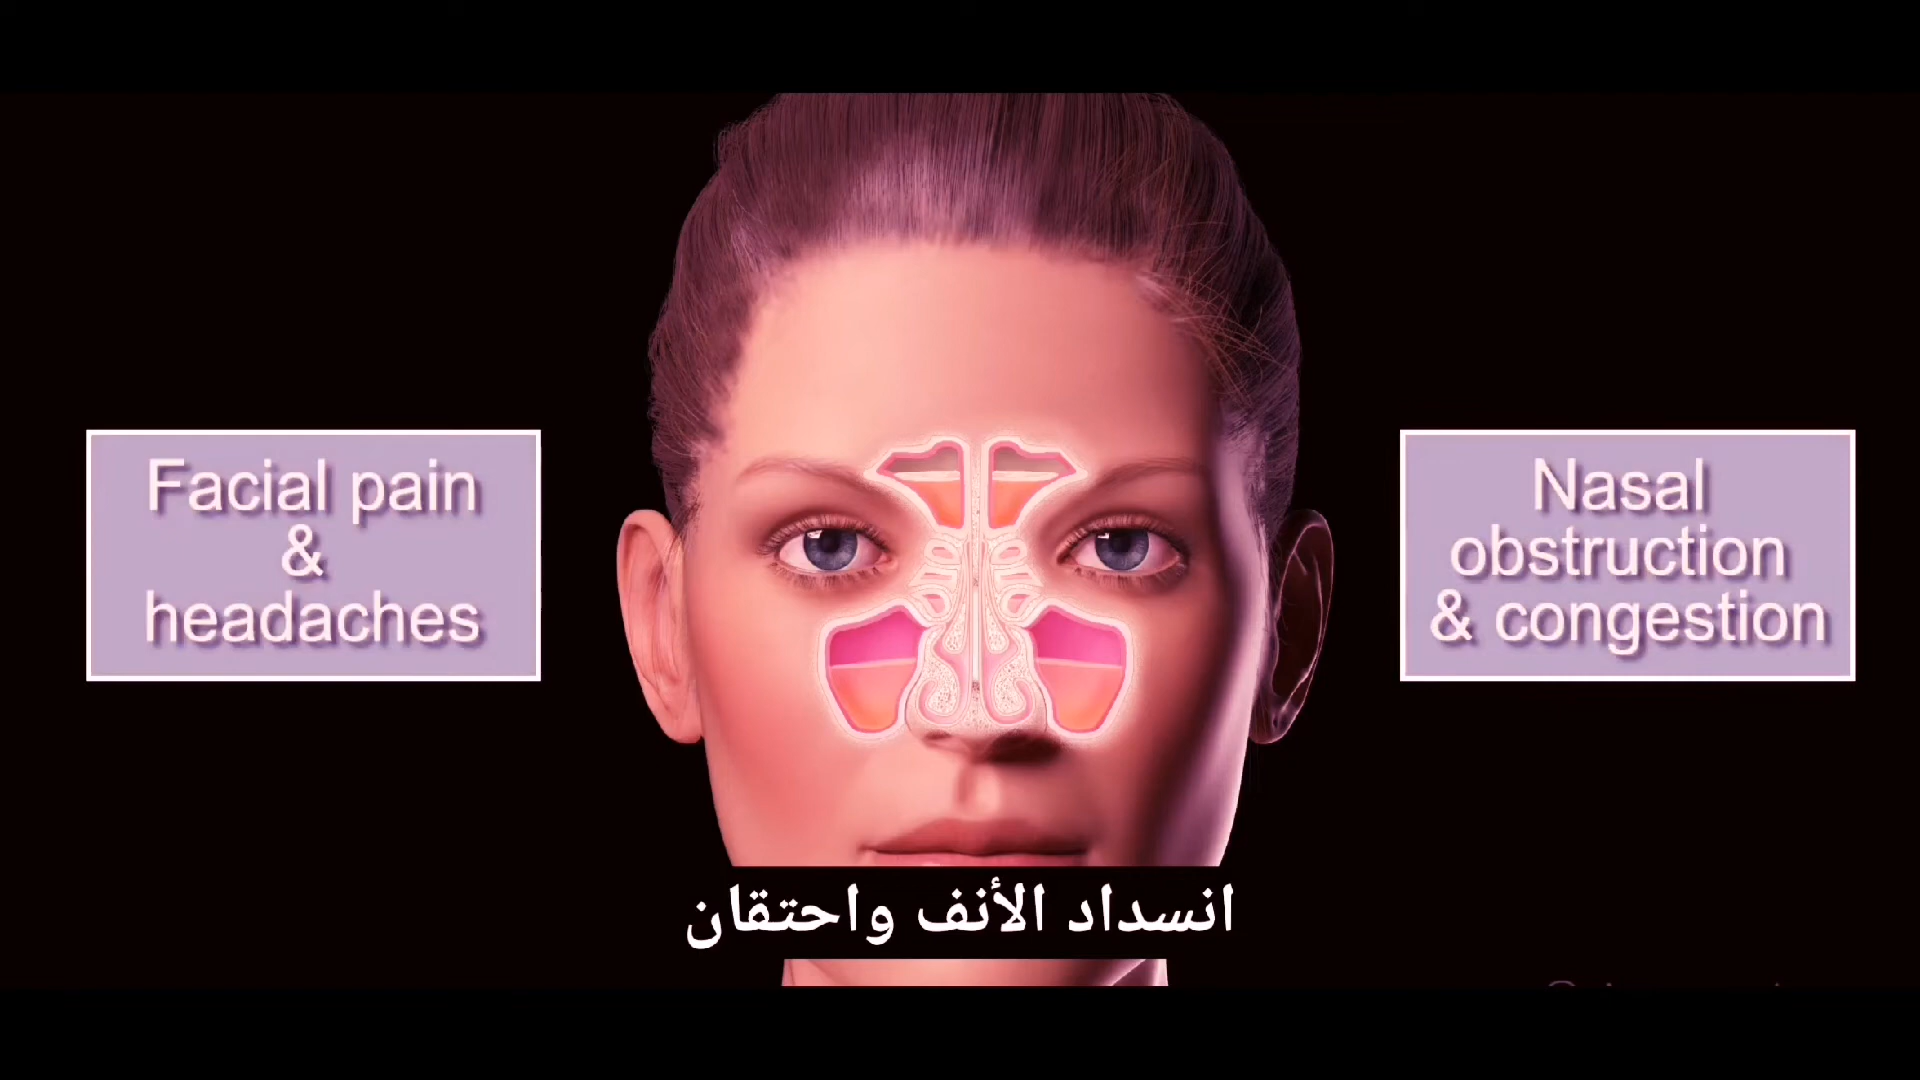 Facial pain
&
headaches
Nasal
obstruction
& congestion
انسداد الأنف واحتقان